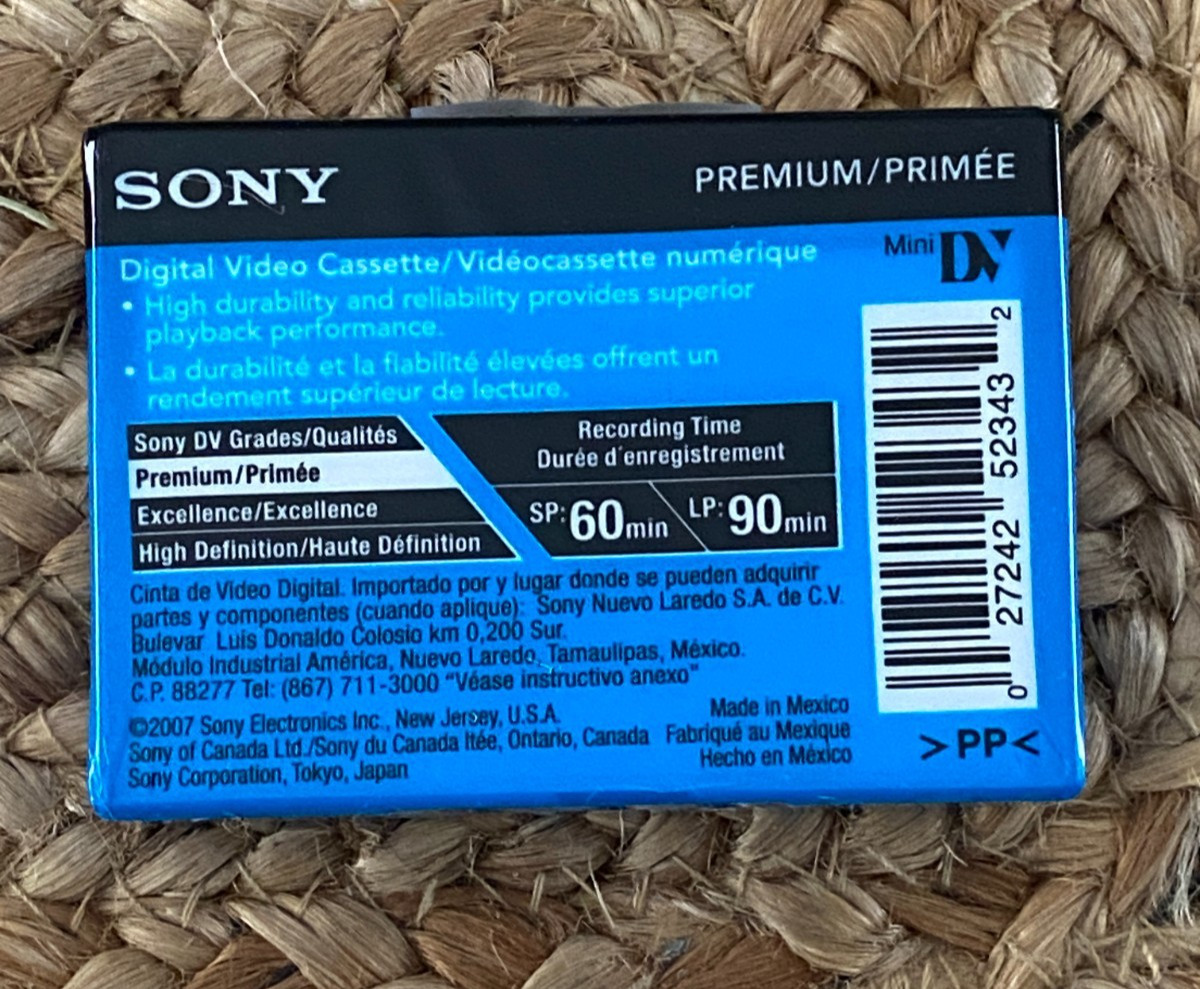 SONY
PREMIUM/PRIMÉE
Digital Video Cassette/Vidéocassette numérique
Mini DV
• High durability and reliability provides superior
playback performance.
• La durabilité et la fiabilité élevées offrent un
rendement supérieur de lecture.
Sony DV Grades/Qualités
Premium/Primée
Excellence/Excellence
High Definition/Haute Définition
Recording Time
Durée d'enregistrement
SP: 60min LP: 90min
Cinta de Video Digital. Importado por y lugar donde se pueden adquirir
partes y componentes (cuando aplique): Sony Nuevo Laredo S.A. de C.V.
Bulevar Luis Donaldo Colosio km 0,200 Sur.
Módulo Industrial América, Nuevo Laredo, Tamaulipas, México.
C.P. 88277 Tel: (867) 711-3000 “Véase instructivo anexo”
©2007 Sony Electronics Inc., New Jersey, U.S.A.
Sony of Canada Ltd./Sony du Canada ltée, Ontario, Canada
Sony Corporation, Tokyo, Japan
Made in Mexico
Fabriqué au Mexique
Hecho en México
0 27242 52343 2
>PP<